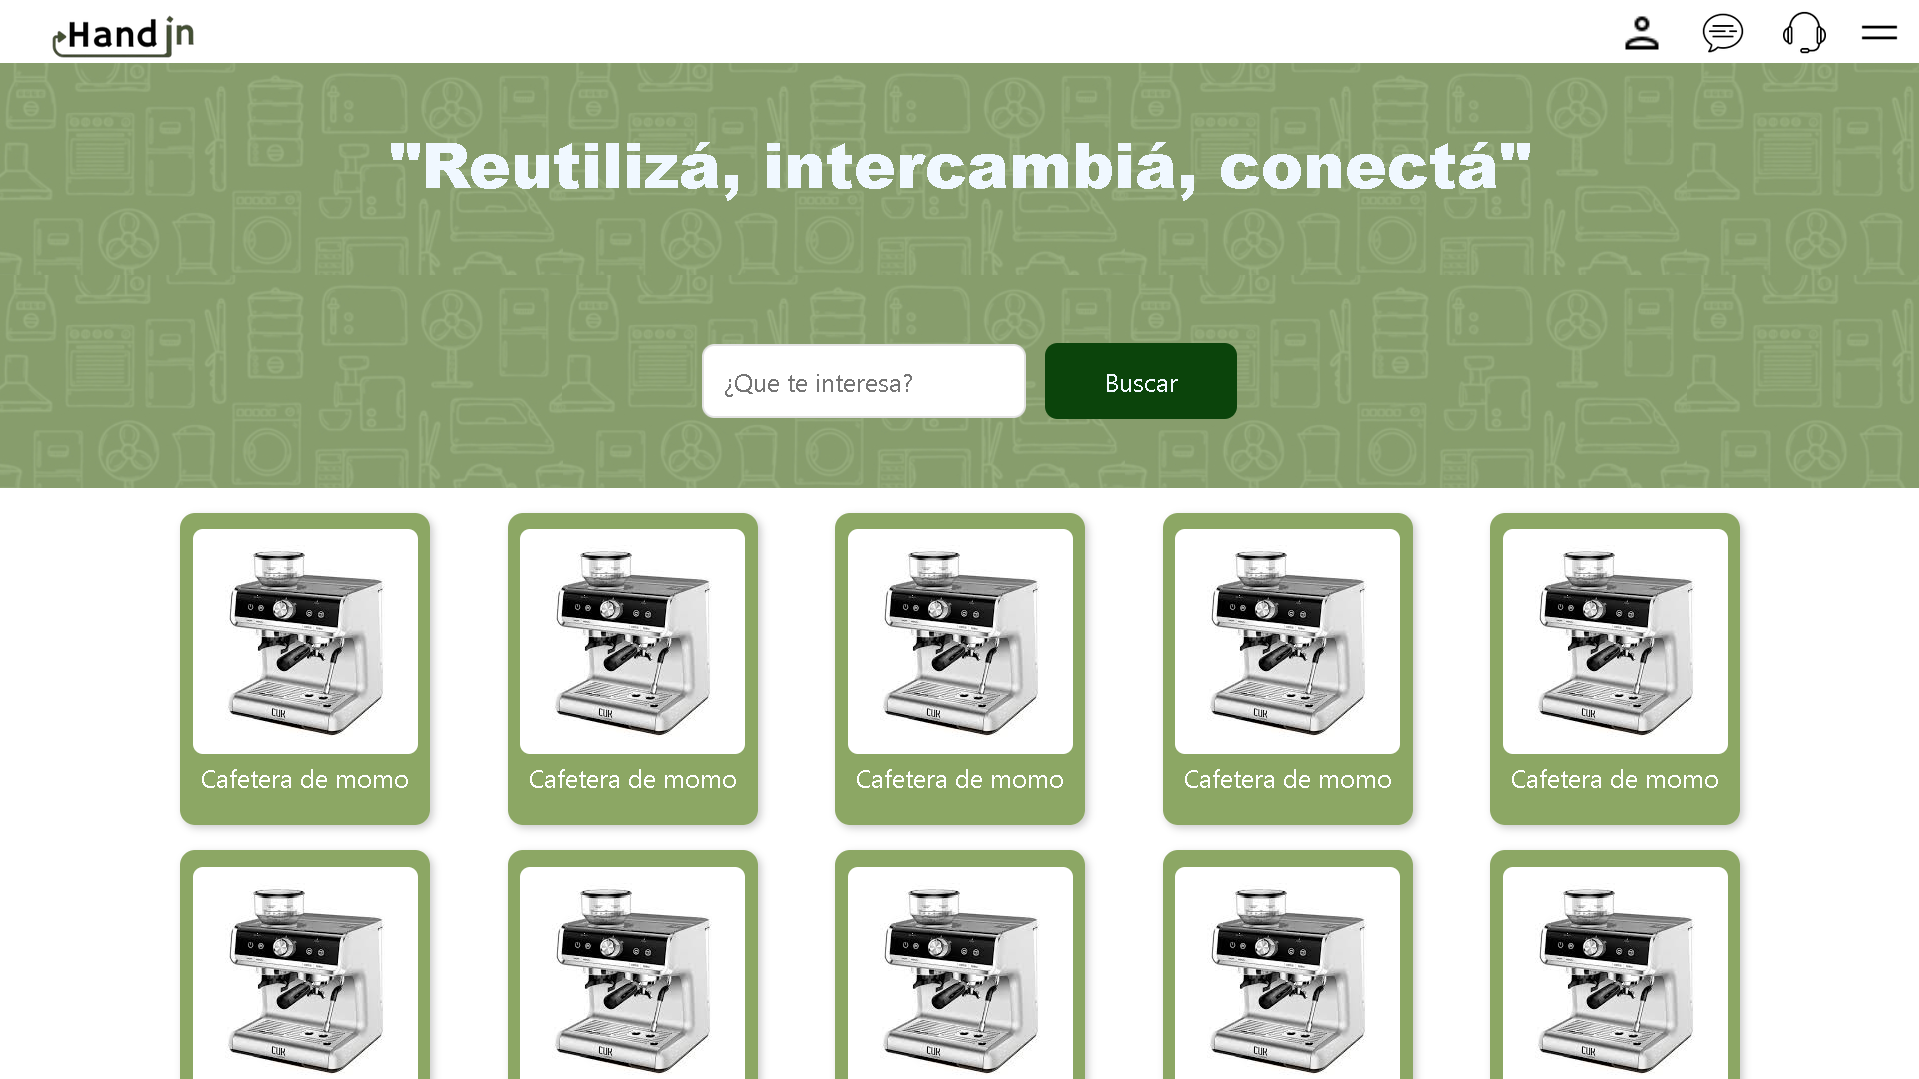 Hand in
"Reutilizá, intercambiá, conectá"
¿Que te interesa?
Buscar
CUK
CUK
CUK
CUK
CUK
Cafetera de momo
Cafetera de momo
Cafetera de momo
Cafetera de momo
Cafetera de momo
CUK
CUK
CUK
CUK
CUK